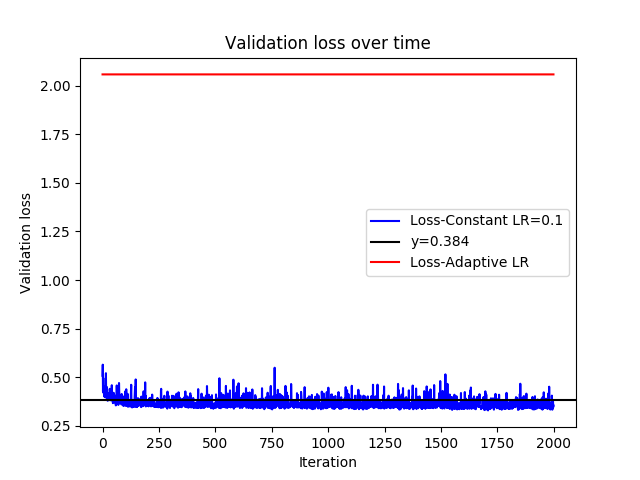 Validation loss over time
2.00
1.75
1.50
1.25
1.00
0.75
0.50
0.25
Validation loss
Loss-Constant LR=0.1
y=0.384
Loss-Adaptive LR
0 250 500 750 1000 1250 1500 1750 2000
Iteration